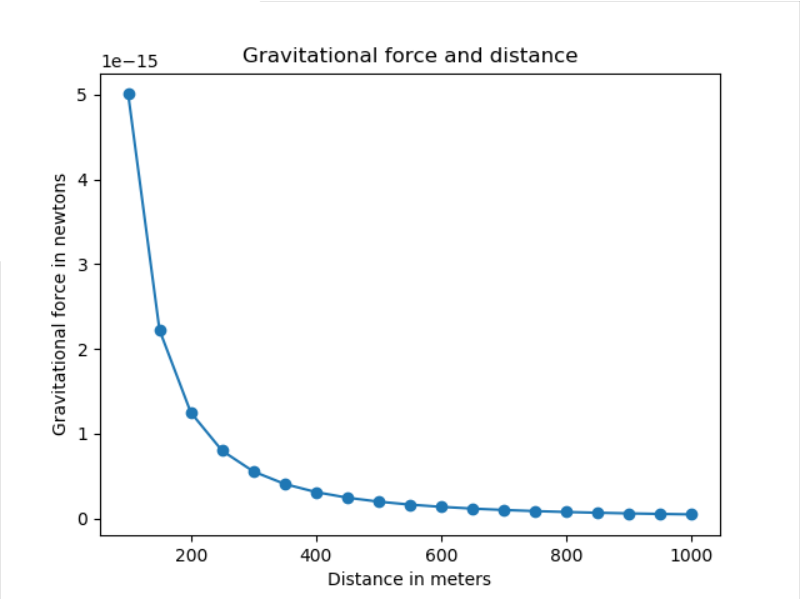 Gravitational force and distance
1e−15
5
4
3
2
1
0
Gravitational force in newtons
200 400 600 800 1000
Distance in meters